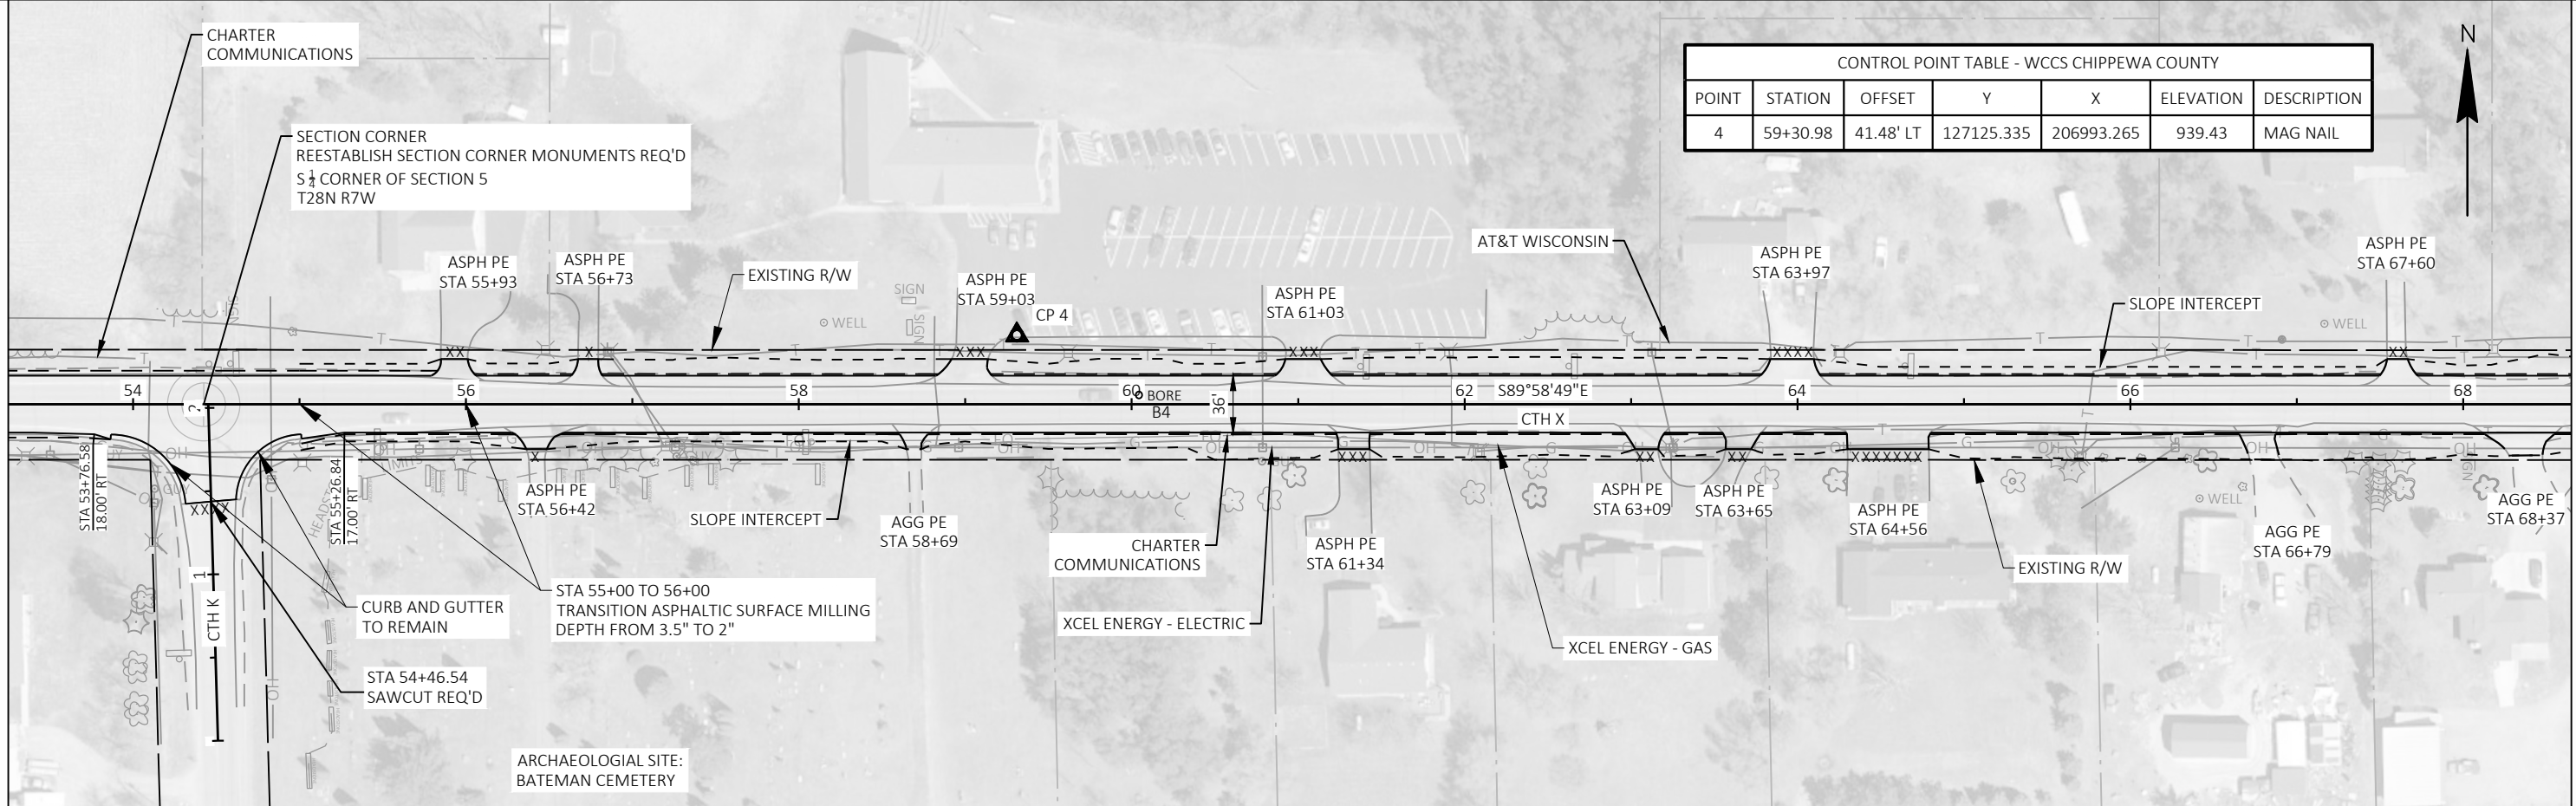 CHARTER
COMMUNICATIONS
SECTION CORNER
REESTABLISH SECTION CORNER MONUMENTS REQ'D
S 1/4 CORNER OF SECTION 5
T28N R7W
CONTROL POINT TABLE - WCCS CHIPPEWA COUNTY
POINT STATION OFFSET Y X ELEVATION DESCRIPTION
4 59+30.98 41.48' LT 127125.335 206993.265 939.43 MAG NAIL
N
ASPH PE
STA 55+93
ASPH PE
STA 56+73
EXISTING R/W
SIGN
SIGN
SIGN
WELL
ASPH PE
STA 59+03
CP 4
ASPH PE
STA 61+03
AT&T WISCONSIN
ASPH PE
STA 63+97
SLOPE INTERCEPT
WELL
ASPH PE
STA 67+60
54
56
58
60
62
64
66
68
BORE
B4
36'
S89°58'49"E
CTH X
2
1
CTH K
STA 53+76.58
18.00' RT
STA 55+26.84
17.00' RT
GUY
ASPH PE
STA 56+42
SLOPE INTERCEPT
AGG PE
STA 58+69
CHARTER
COMMUNICATIONS
XCEL ENERGY - ELECTRIC
ASPH PE
STA 61+34
ASPH PE
STA 63+09
ASPH PE
STA 63+65
ASPH PE
STA 64+56
EXISTING R/W
WELL
SIGN
AGG PE
STA 66+79
AGG PE
STA 68+37
XCEL ENERGY - GAS
CURB AND GUTTER
TO REMAIN
STA 55+00 TO 56+00
TRANSITION ASPHALTIC SURFACE MILLING
DEPTH FROM 3.5" TO 2"
STA 54+46.54
SAWCUT REQ'D
ARCHAEOLOGIAL SITE:
BATEMAN CEMETERY